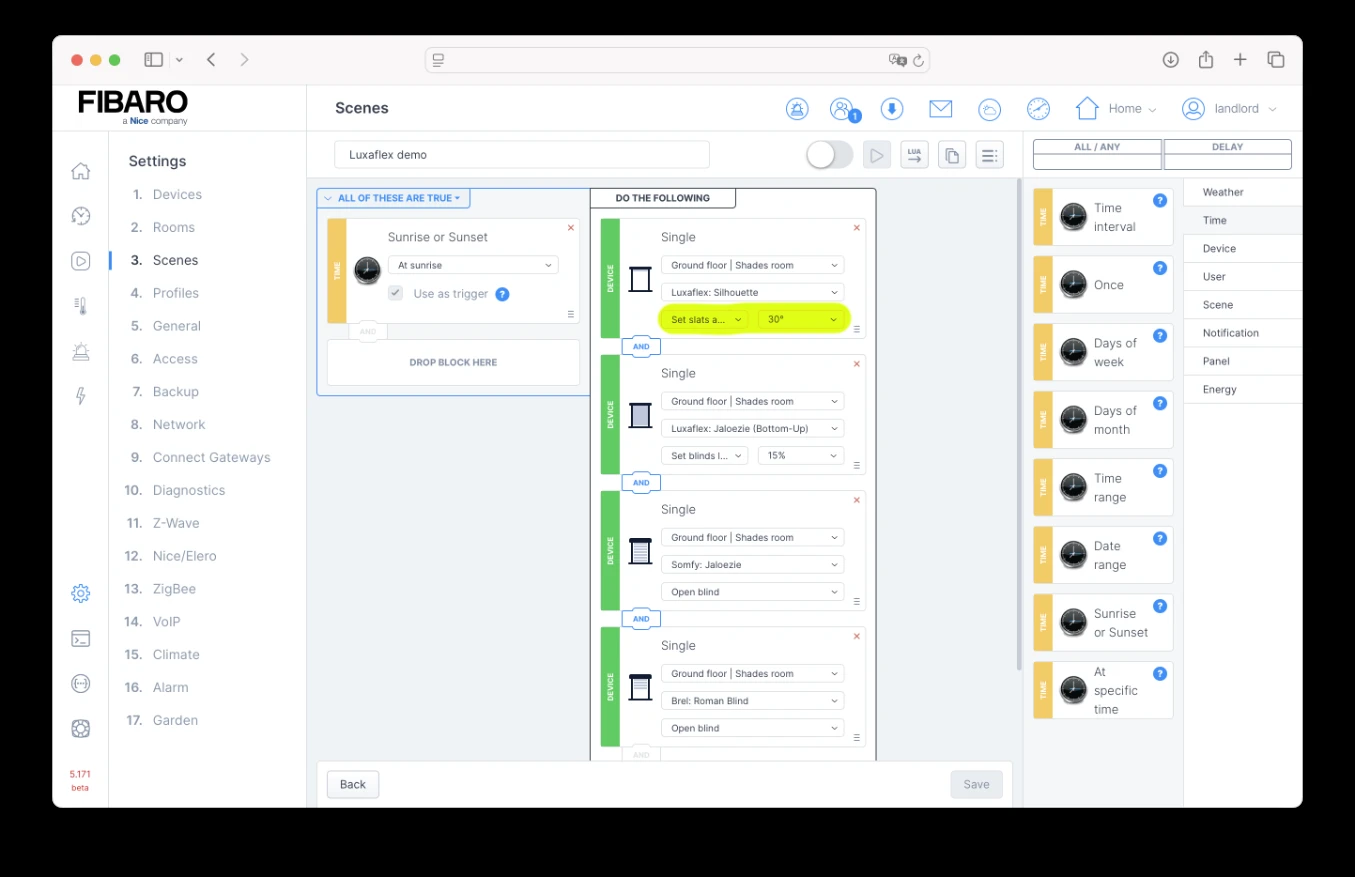 FIBARO
a Nice company
Scenes
1
Home
landlord
Settings
1. Devices
2. Rooms
3. Scenes
4. Profiles
5. General
6. Access
7. Backup
8. Network
9. Connect Gateways
10. Diagnostics
11. Z-Wave
12. Nice/Elero
13. ZigBee
14. VoIP
15. Climate
16. Alarm
17. Garden
5.171
beta
Luxaflex demo
LUA
ALL OF THESE ARE TRUE
TIME
Sunrise or Sunset
At sunrise
Use as trigger ?
AND
DROP BLOCK HERE
DO THE FOLLOWING
DEVICE
Single
Ground floor | Shades room
Luxaflex: Silhouette
Set slats a... 30°
AND
DEVICE
Single
Ground floor | Shades room
Luxaflex: Jaloezie (Bottom-Up)
Set blinds l... 15%
AND
DEVICE
Single
Ground floor | Shades room
Somfy: Jaloezie
Open blind
AND
DEVICE
Single
Ground floor | Shades room
Brel: Roman Blind
Open blind
AND
Back
Save
ALL / ANY
DELAY
TIME
Time
interval
?
TIME
Once
?
TIME
Days of
week
?
TIME
Days of
month
?
TIME
Time
range
?
TIME
Date
range
?
TIME
Sunrise
or Sunset
?
TIME
At
specific
time
?
Weather
Time
Device
User
Scene
Notification
Panel
Energy